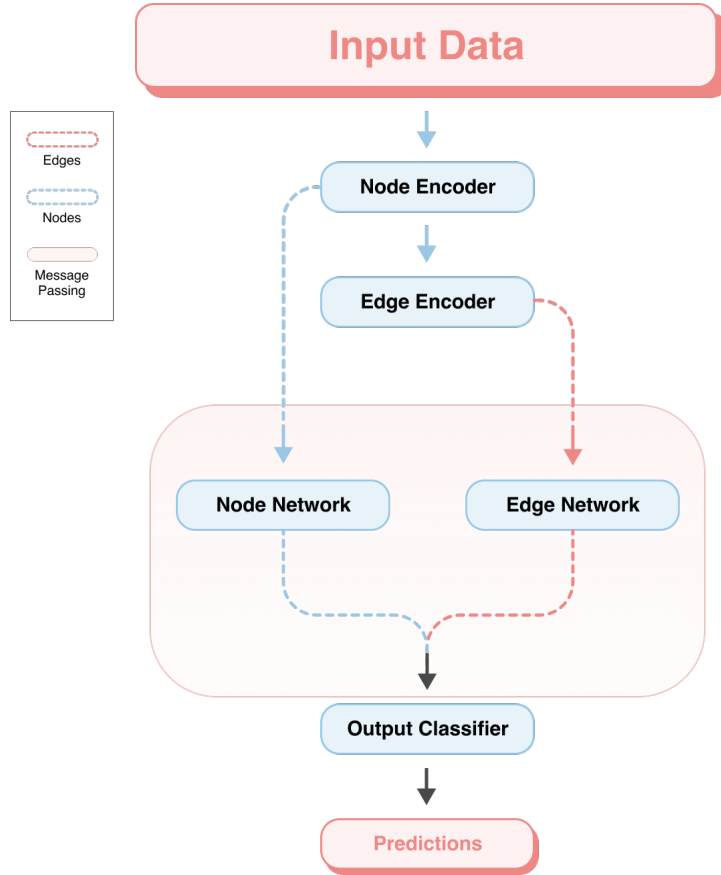 Input Data
Edges
Nodes
Message
Passing
Node Encoder
Edge Encoder
Node Network
Edge Network
Output Classifier
Predictions